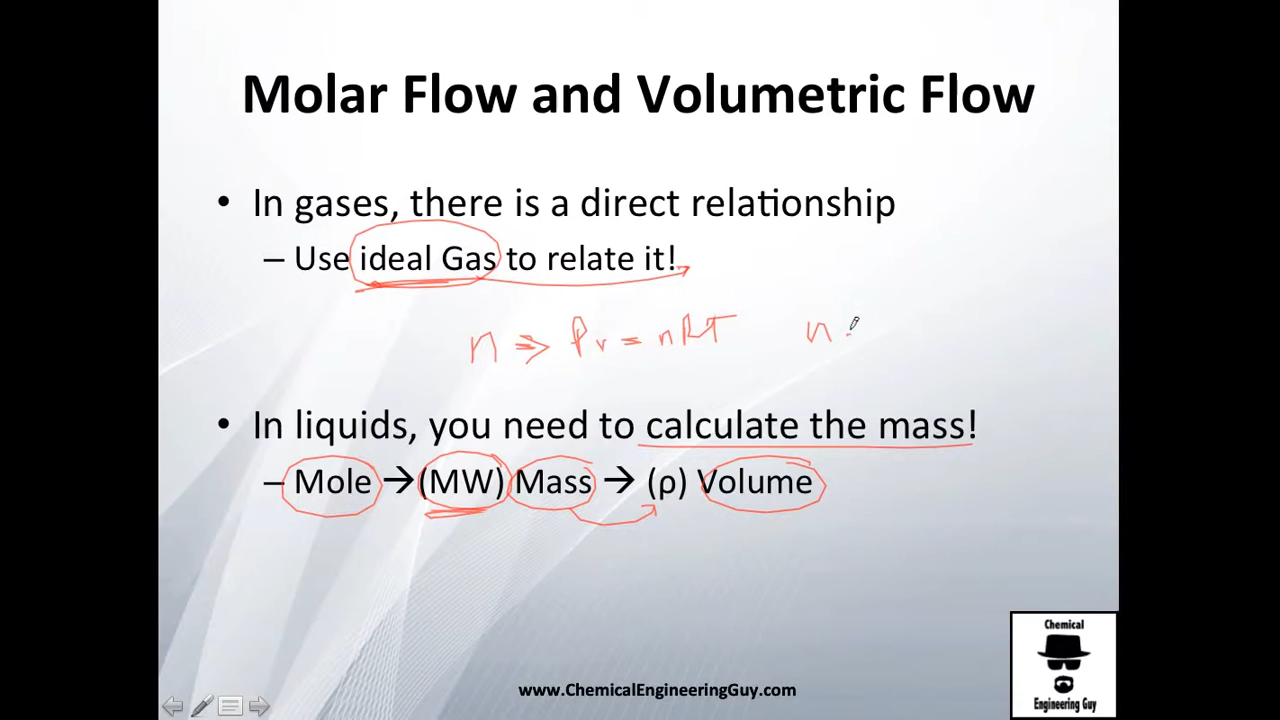 Molar Flow and Volumetric Flow
• In gases, there is a direct relationship
– Use ideal Gas to relate it!
n ⇒ Pv = nRT n
• In liquids, you need to calculate the mass!
– Mole →(MW) Mass → (ρ) Volume
Chemical
Engineering Guy
www.ChemicalEngineeringGuy.com